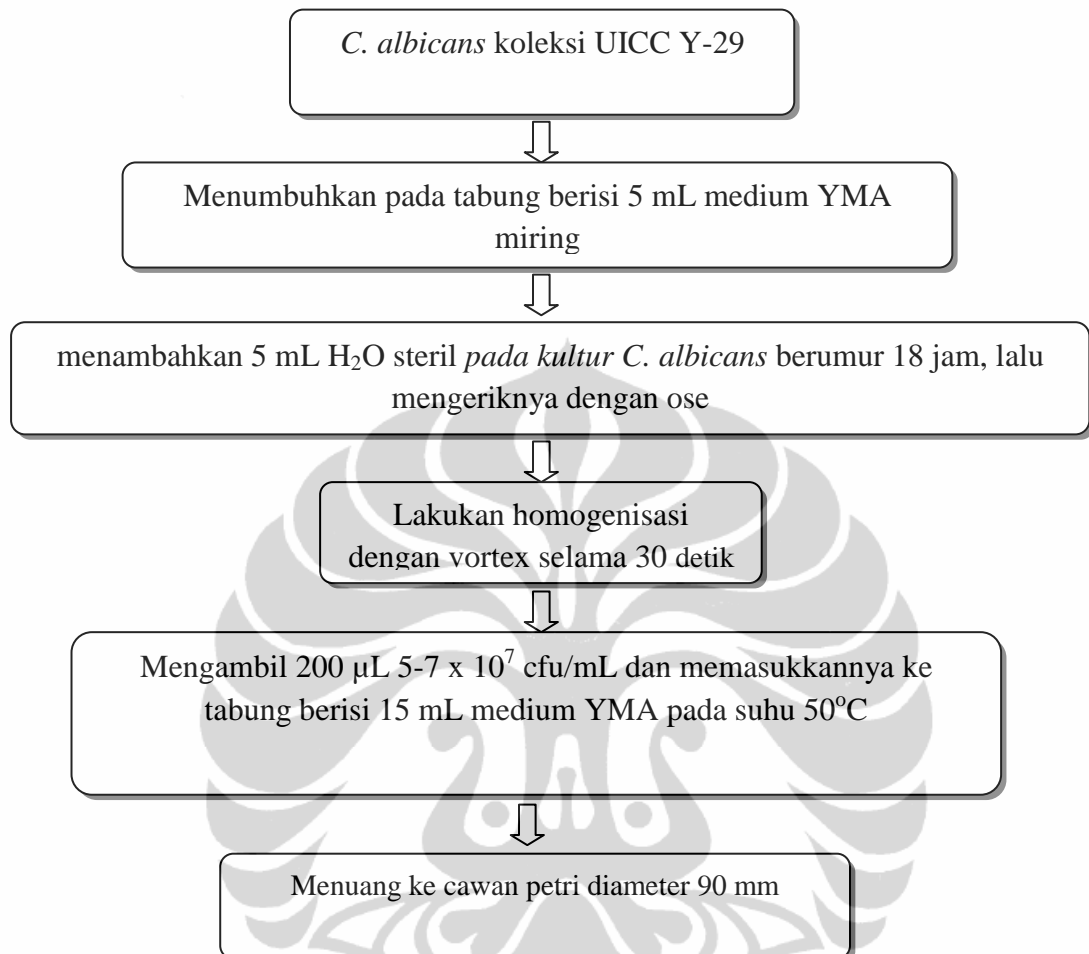 C. albicans koleksi UICC Y-29
Menumbuhkan pada tabung berisi 5 mL medium YMA
miring
menambahkan 5 mL H₂O steril pada kultur C. albicans berumur 18 jam, lalu
mengeriknya dengan ose
Lakukan homogenisasi
dengan vortex selama 30 detik
Mengambil 200 µL 5-7 x 10⁷ cfu/mL dan memasukkannya ke
tabung berisi 15 mL medium YMA pada suhu 50°C
Menuang ke cawan petri diameter 90 mm